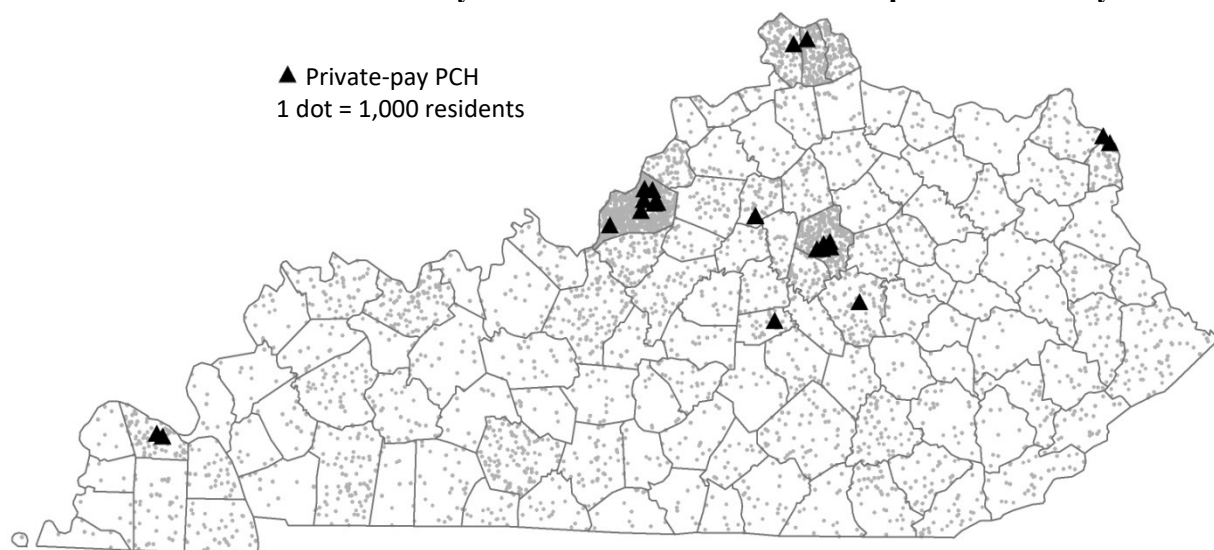 ▲ Private-pay PCH
1 dot = 1,000 residents